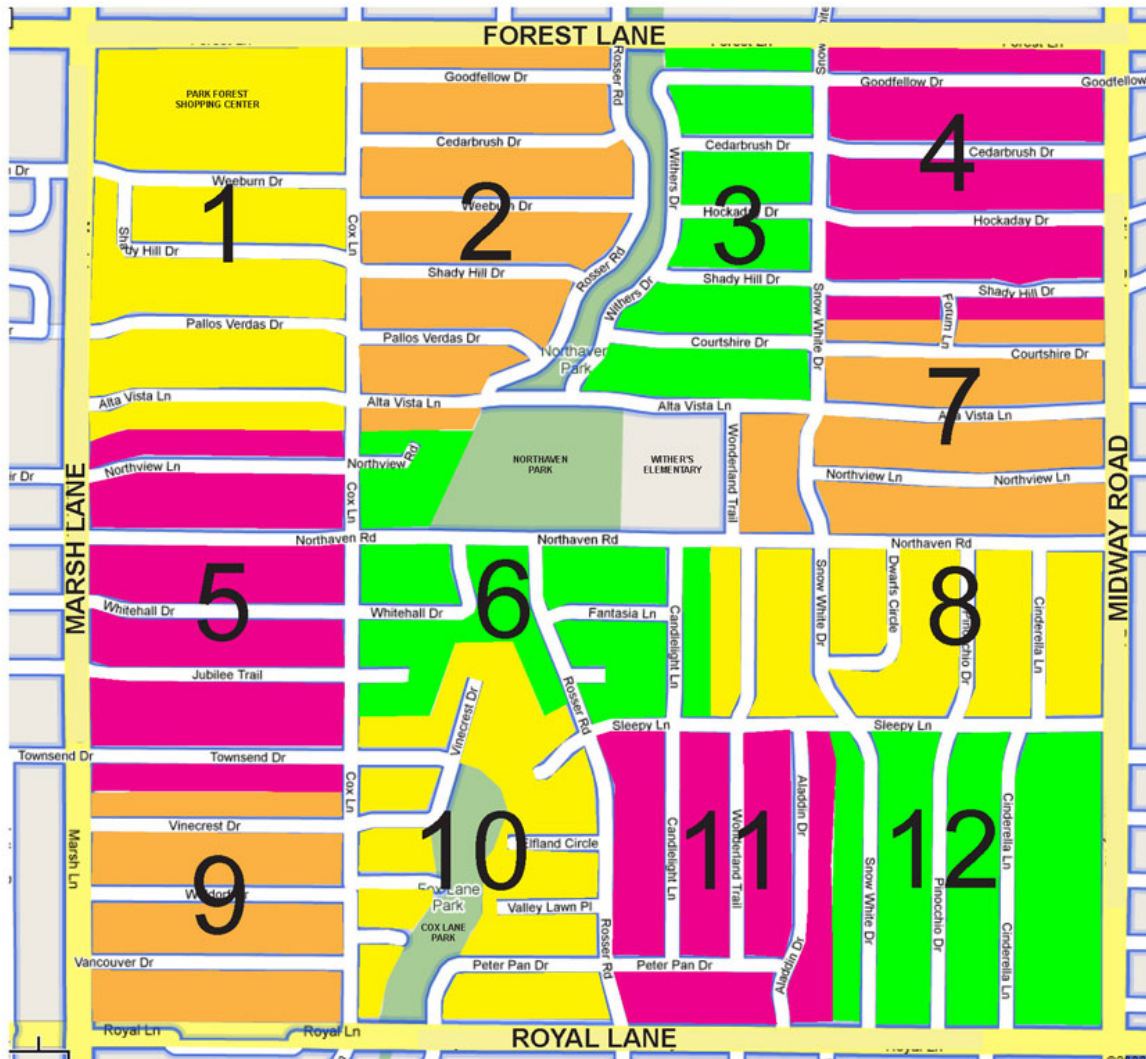 FOREST LANE
Goodfellow Dr
Rosser Rd
Goodfellow Dr
Goodfellow
PARK FOREST
SHOPPING CENTER
Cedarbrush Dr
Withers Dr
Cedarbrush Dr
4
Cedarbrush Dr
Weeburn Dr
1
2
Weeburn Dr
3
Hockaday Dr
Hockaday Dr
Cox Ln
Shady Hill Dr
Shady Hill Dr
Rosser Rd
Withers Dr
Shady Hill Dr
Snow White Dr
Shady Hill Dr
Forum Ln
Pallos Verdas Dr
Pallos Verdas Dr
Northaven
Park
Courtshire Dr
Courtshire Dr
7
Alta Vista Ln
Alta Vista Ln
Alta Vista Ln
Alta Vista Ln
Northview Ln
Northview Rd
NORTHAVEN
PARK
WITHER'S
ELEMENTARY
Wonderland Trail
Northview Ln
Northview Ln
MARSH LANE
MIDWAY ROAD
Cox Ln
Northaven Rd
Northaven Rd
Northaven Rd
5
6
8
Whitehall Dr
Whitehall Dr
Fantasia Ln
Candlelight Ln
Snow White Dr
Dwarfs Circle
Pinocchio Dr
Cinderella Ln
Jubilee Trail
Vinecrest Dr
Rosser Rd
Sleepy Ln
Sleepy Ln
Townsend Dr
Townsend Dr
Cox Ln
Marsh Ln
Vinecrest Dr
9
10
11
12
Elfland Circle
Candlelight Ln
Wonderland Trail
Aladdin Dr
Snow White Dr
Pinocchio Dr
Cinderella Ln
Cinderella Ln
Lane
Park
COX LANE
PARK
Valley Lawn Pl
Rosser Rd
Vancouver Dr
Peter Pan Dr
Peter Pan Dr
Aladdin Dr
Royal Ln
Royal Ln
ROYAL LANE